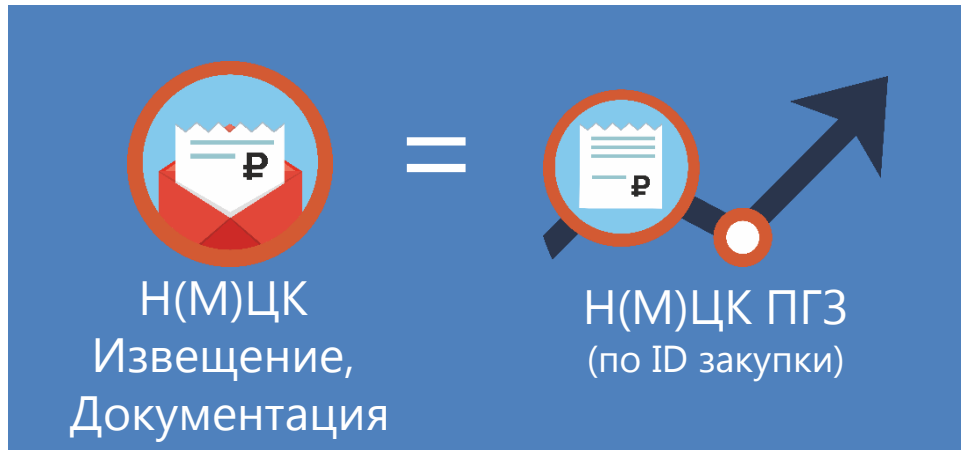 ₽
=
₽
Н(М)ЦК
Извещение,
Документация
Н(М)ЦК ПГЗ
(по ID закупки)